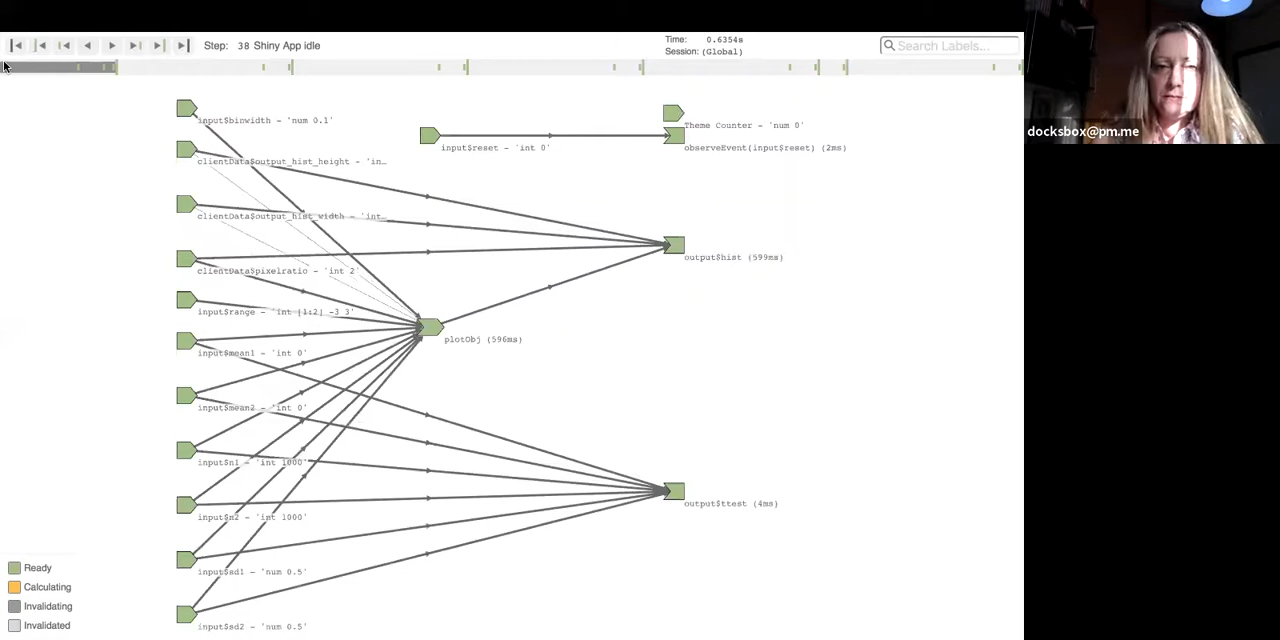 Step: 38 Shiny App idle
Time: 0.6354s
Session: (Global)
Search Labels...
docksbox@pm.me
input$binwidth - 'num 0.1'
Theme Counter - 'num 0'
input$reset - 'int 0'
observeEvent(input$reset) (2ms)
clientData$output_hist_height - 'in…
clientData$output_hist_width - 'int…
output$hist (599ms)
clientData$pixelratio - 'int 2'
input$range - 'int [1:2] -3 3'
plotObj (596ms)
input$mean1 - 'int 0'
input$mean2 - 'int 0'
input$n1 - 'int 1000'
output$ttest (4ms)
input$n2 - 'int 1000'
input$sd1 - 'num 0.5'
input$sd2 - 'num 0.5'
Ready
Calculating
Invalidating
Invalidated